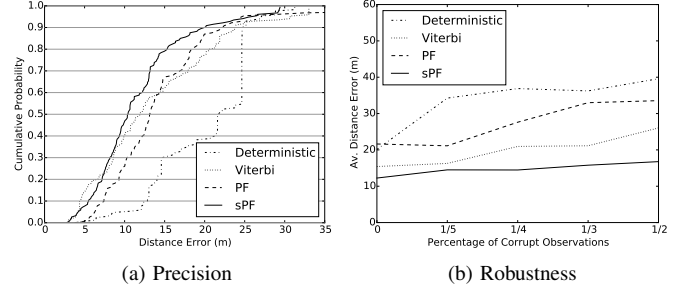 1.0
0.9
0.8
0.7
0.6
0.5
0.4
0.3
0.2
0.1
0.0
Cumulative Probability
Deterministic
Viterbi
PF
sPF
0 5 10 15 20 25 30 35
Distance Error (m)
(a) Precision
60
50
40
30
20
10
0
Av. Distance Error (m)
Deterministic
Viterbi
PF
sPF
0 1/5 1/4 1/3 1/2
Percentage of Corrupt Observations
(b) Robustness